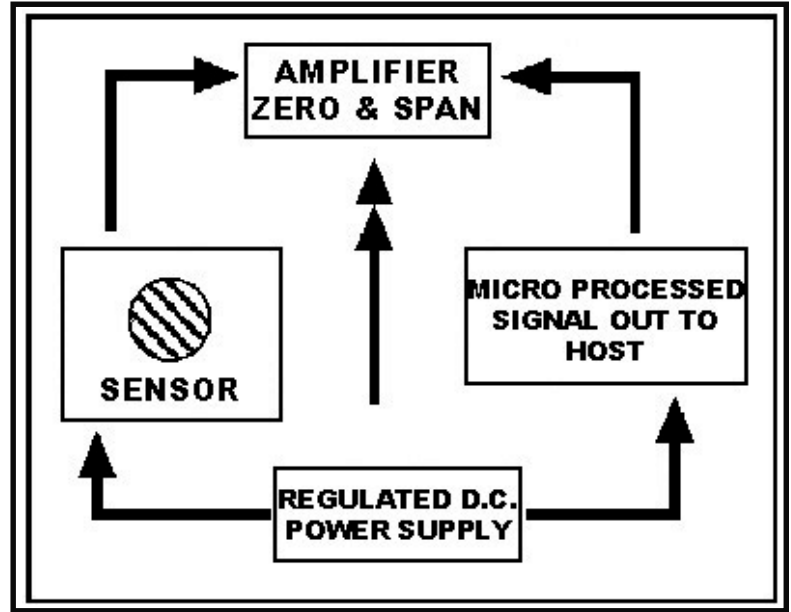 AMPLIFIER
ZERO & SPAN
SENSOR
MICRO PROCESSED
SIGNAL OUT TO
HOST
REGULATED D.C.
POWER SUPPLY